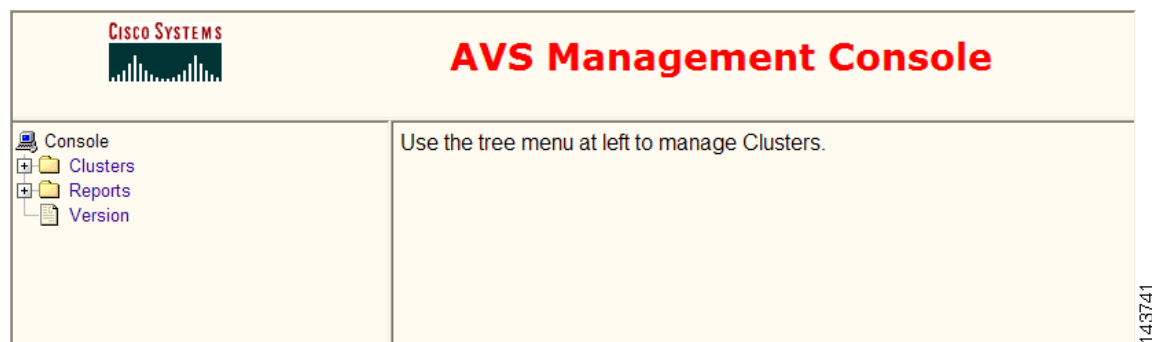 CISCO SYSTEMS
AVS Management Console
Console
Clusters
Reports
Version
Use the tree menu at left to manage Clusters.
143741